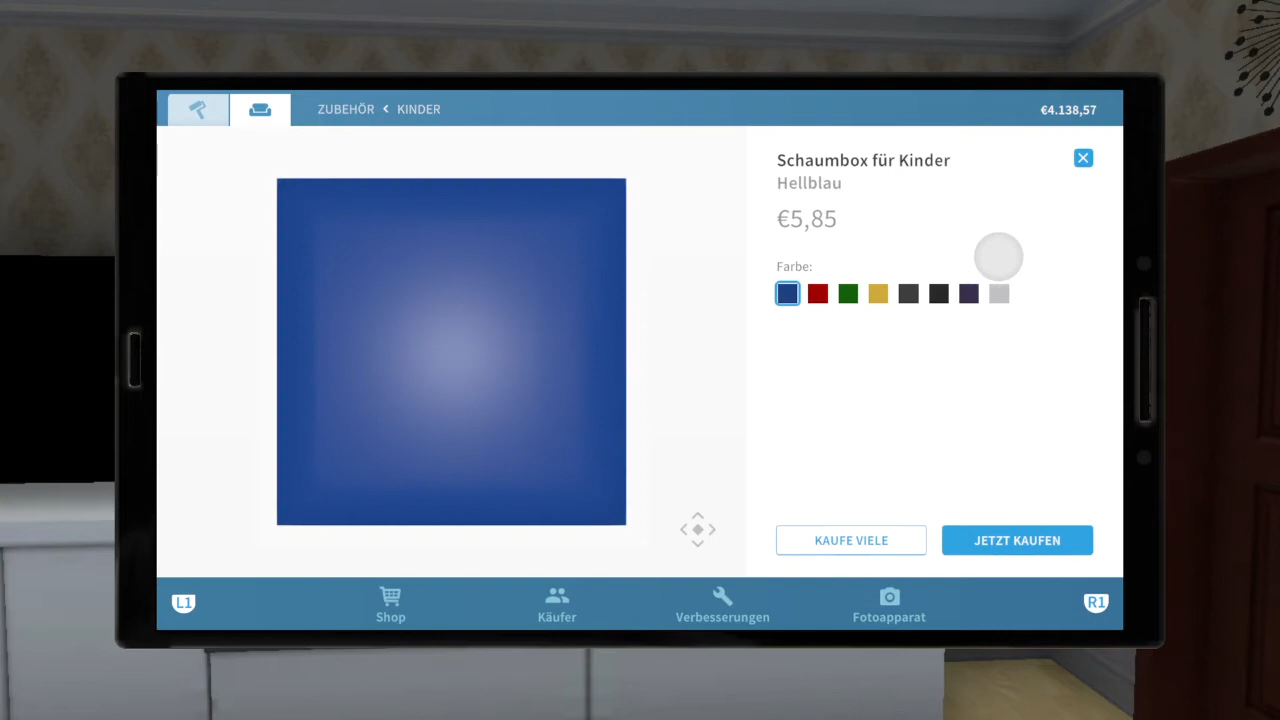 ZUBEHÖR < KINDER
€4.138,57
Schaumbox für Kinder
Hellblau
€5,85
Farbe:
KAUFE VIELE
JETZT KAUFEN
L1
Shop
Käufer
Verbesserungen
Fotoapparat
R1